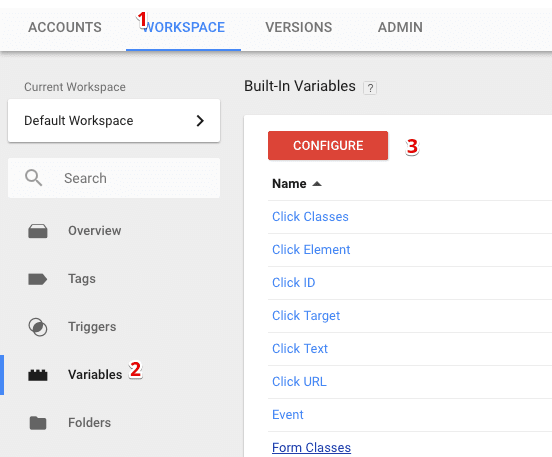 ACCOUNTS 1 WORKSPACE VERSIONS ADMIN
Current Workspace
Default Workspace
Search
Overview
Tags
Triggers
Variables 2
Folders
Built-In Variables ?
CONFIGURE 3
Name
Click Classes
Click Element
Click ID
Click Target
Click Text
Click URL
Event
Form Classes